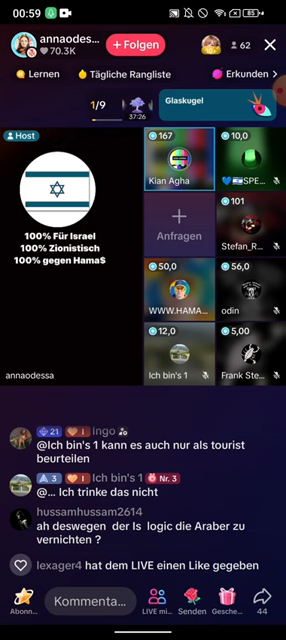 00:59
85
annaodes...
70.3K
+ Folgen
62
Lernen
Tägliche Rangliste
Erkunden
1/9
37:26
Glaskugel
Host
167
10,0
Kian Agha
SPE...
100% Für Israel
100% Zionistisch
100% gegen Hama$
Anfragen
101
Stefan_R...
50,0
56,0
WWW.HAMA...
odin
12,0
5,00
annaodessa
Ich bin's 1
Frank Ste...
21 I Ingo
@Ich bin's 1 kann es auch nur als tourist
beurteilen
3 I Ich bin's 1 Nr. 3
@... Ich trinke das nicht
hussamhussam2614
ah deswegen der Is logic die Araber zu
vernichten ?
lexager4 hat dem LIVE einen Like gegeben
Abonn...
Kommenta...
LIVE mi...
Senden
Gesche...
44